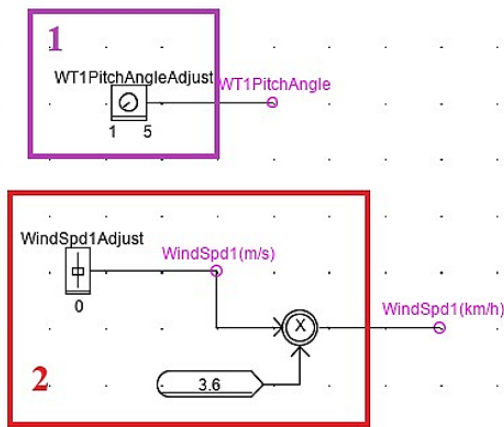 1
WT1PitchAngleAdjust
WT1PitchAngle
1 5
WindSpd1Adjust
WindSpd1(m/s)
0
X
WindSpd1(km/h)
2
3.6